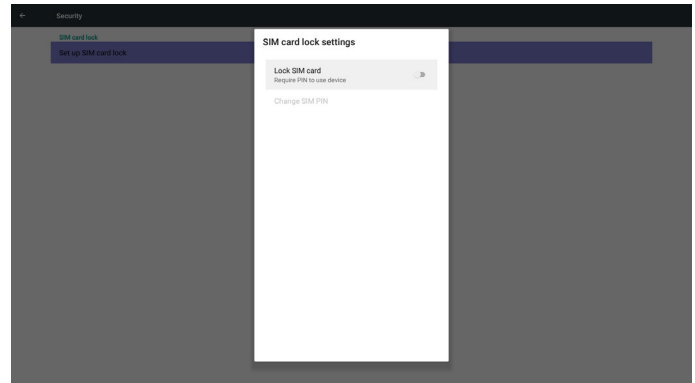 Security
SIM card lock
Set up SIM card lock
SIM card lock settings
Lock SIM card
Require PIN to use device
Change SIM PIN